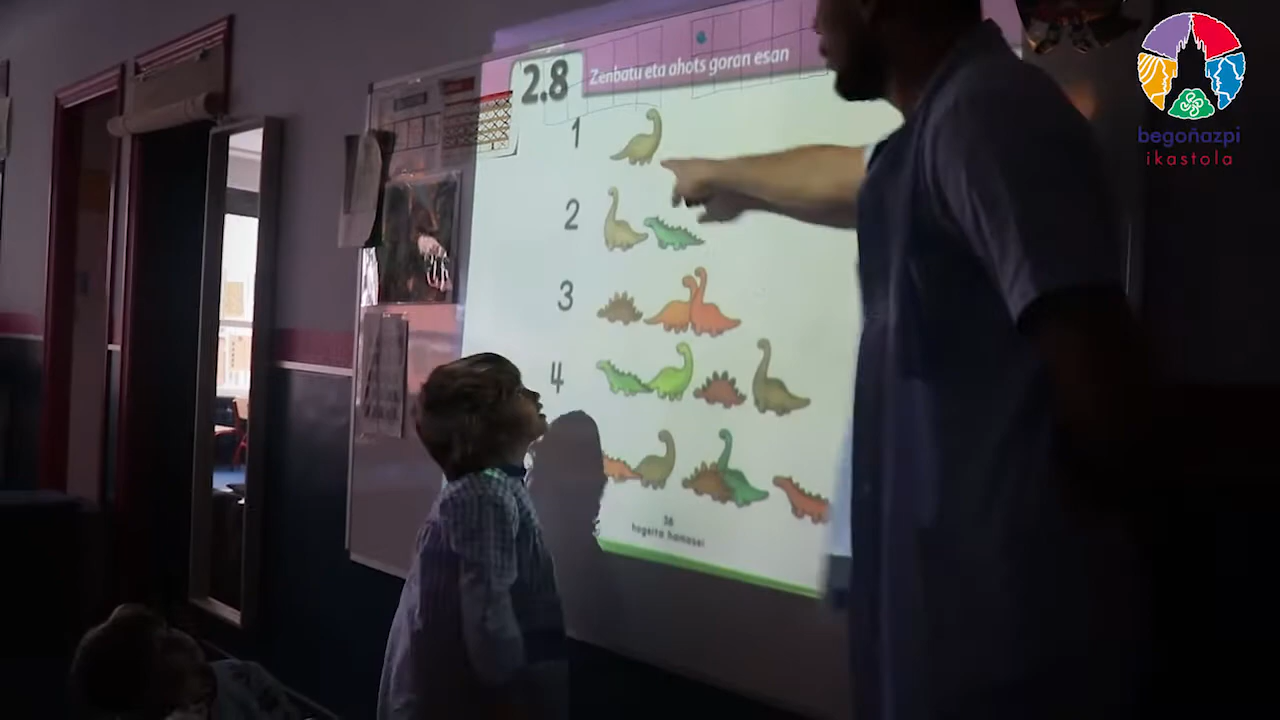 2.8 Zenbatu eta ahots goran esan
1
2
3
4
36
hogeita hamasei
begoñazpi
ikastola